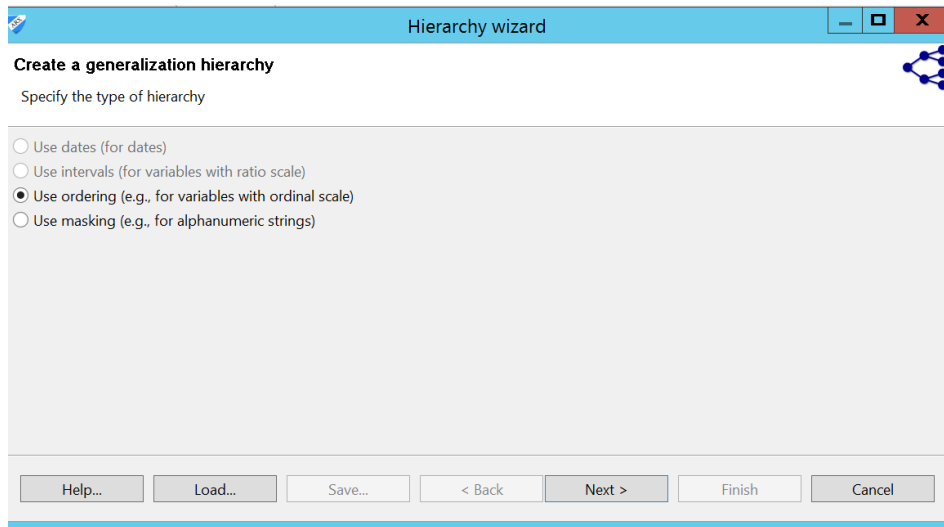 Hierarchy wizard
Create a generalization hierarchy
Specify the type of hierarchy
Use dates (for dates)
Use intervals (for variables with ratio scale)
Use ordering (e.g., for variables with ordinal scale)
Use masking (e.g., for alphanumeric strings)
Help... Load... Save... < Back Next > Finish Cancel